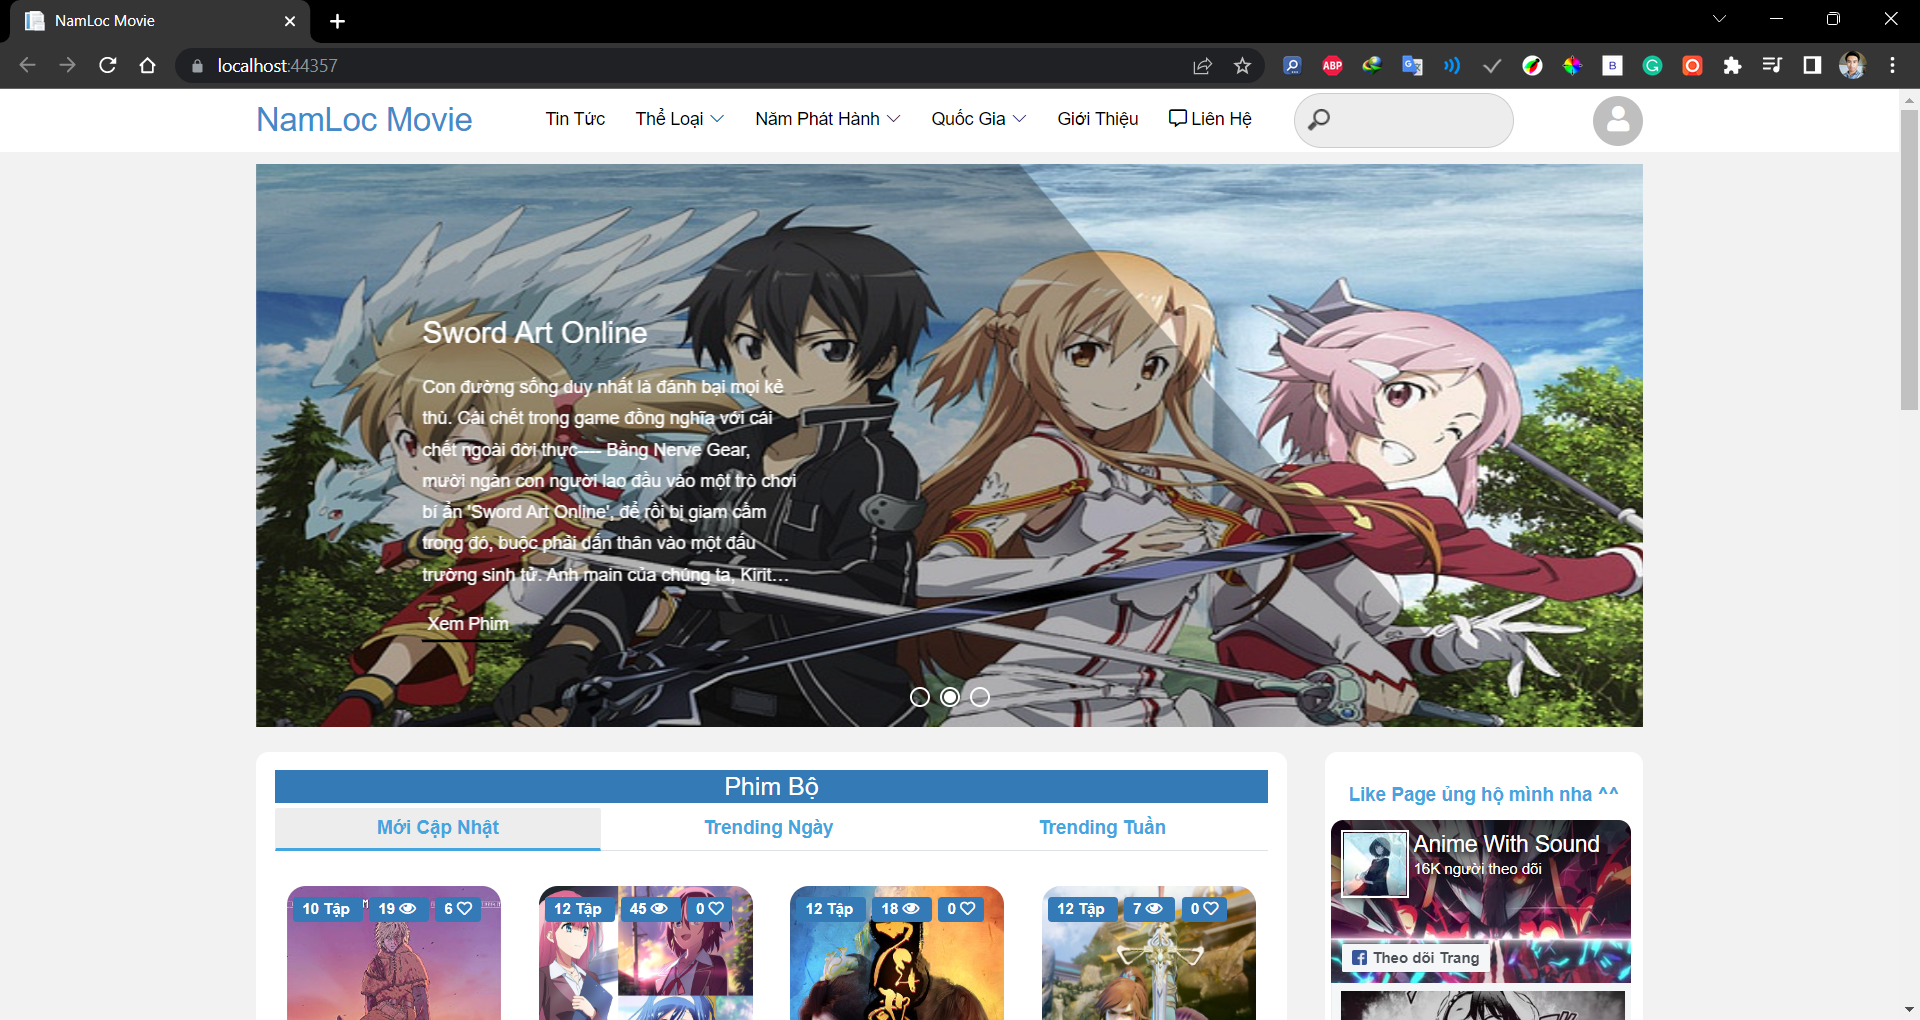 NamLoc Movie
localhost:44357
ABP
B
NamLoc Movie
Tin Tức
Thể Loại
Năm Phát Hành
Quốc Gia
Giới Thiệu
Liên Hệ
Sword Art Online
Con đường sống duy nhất là đánh bại mọi kẻ
thù. Cái chết trong game đồng nghĩa với cái
chết ngoài đời thực---- Bằng Nerve Gear,
mười ngàn con người lao đầu vào một trò chơi
bí ẩn 'Sword Art Online', để rồi bị giam cầm
trong đó, buộc phải dấn thân vào một đấu
trường sinh tử. Anh main của chúng ta, Kirit...
Xem Phim
Phim Bộ
Mới Cập Nhật
Trending Ngày
Trending Tuần
10 Tập
19
6
12 Tập
45
0
12 Tập
18
0
12 Tập
7
0
Like Page ủng hộ mình nha ^^
Anime With Sound
16K người theo dõi
Theo dõi Trang